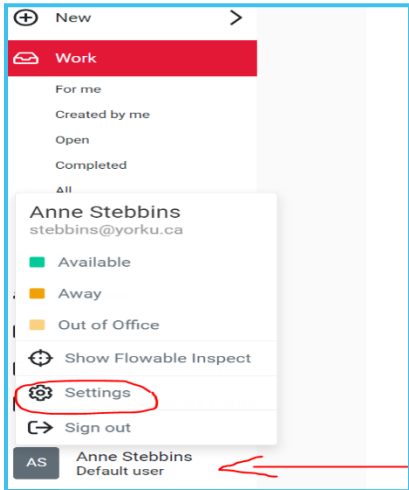 New
Work
For me
Created by me
Open
Completed
All
Anne Stebbins
stebbins@yorku.ca
Available
Away
Out of Office
Show Flowable Inspect
Settings
Sign out
AS
Anne Stebbins
Default user